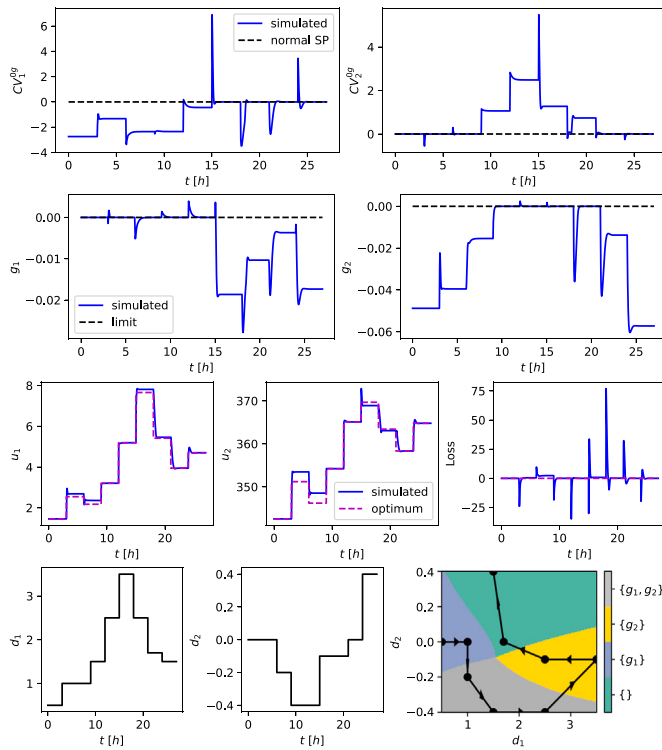 CV₁⁰ᵍ
6
4
2
0
−2
−4
simulated
normal SP
0 5 10 15 20 25
t [h]
CV₂⁰ᵍ
4
2
0
0 5 10 15 20 25
t [h]
g₁
0.00
−0.01
−0.02
simulated
limit
0 5 10 15 20 25
t [h]
g₂
0.00
−0.02
−0.04
−0.06
0 5 10 15 20 25
t [h]
u₁
8
6
4
2
0 10 20
t [h]
u₂
370
360
350
simulated
optimum
0 10 20
t [h]
Loss
75
50
25
0
−25
0 10 20
t [h]
d₁
3
2
1
0 10 20
t [h]
d₂
0.4
0.2
0.0
−0.2
−0.4
0 10 20
t [h]
d₂
0.4
0.2
0.0
−0.2
−0.4
1 2 3
d₁
{g₁, g₂}
{g₂}
{g₁}
{}